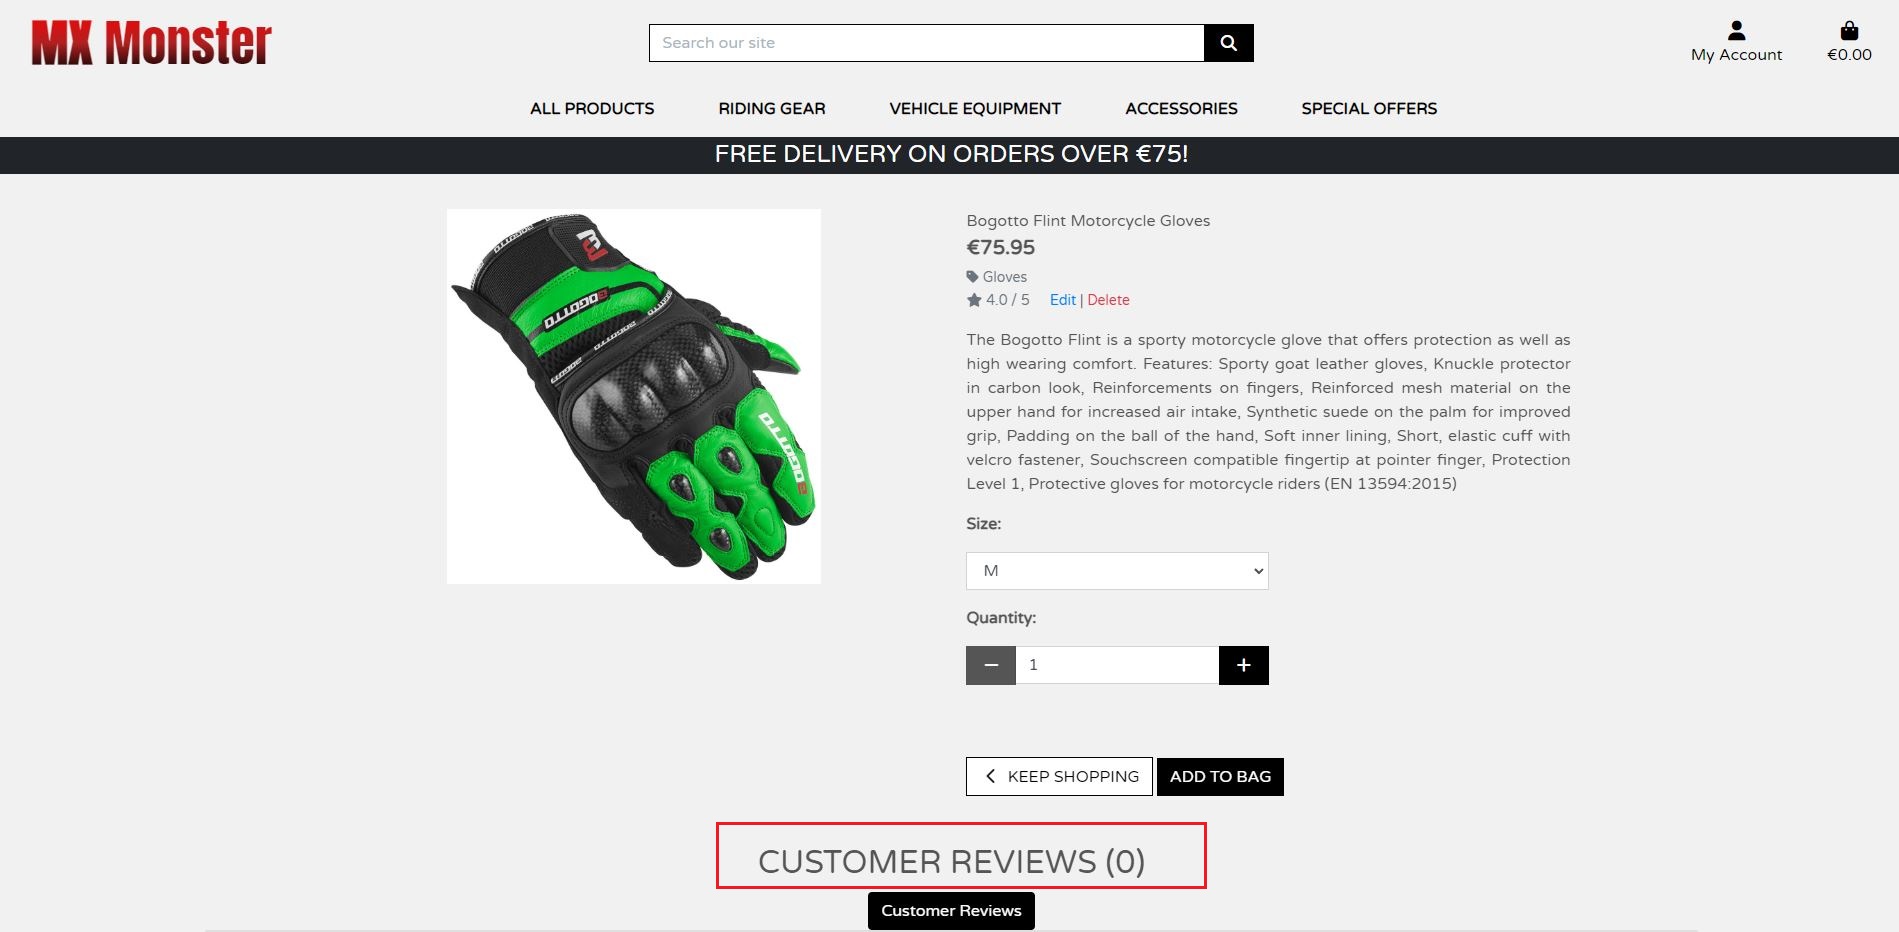 MX Monster
Search our site
My Account
€0.00
ALL PRODUCTS
RIDING GEAR
VEHICLE EQUIPMENT
ACCESSORIES
SPECIAL OFFERS
FREE DELIVERY ON ORDERS OVER €75!
BOGOTTO
BOGOTTO
BOGOTTO
BOGOTTO
Bogotto Flint Motorcycle Gloves
€75.95
Gloves
4.0 / 5 Edit | Delete
The Bogotto Flint is a sporty motorcycle glove that offers protection as well as
high wearing comfort. Features: Sporty goat leather gloves, Knuckle protector
in carbon look, Reinforcements on fingers, Reinforced mesh material on the
upper hand for increased air intake, Synthetic suede on the palm for improved
grip, Padding on the ball of the hand, Soft inner lining, Short, elastic cuff with
velcro fastener, Souchscreen compatible fingertip at pointer finger, Protection
Level 1, Protective gloves for motorcycle riders (EN 13594:2015)
Size:
M
Quantity:
1
KEEP SHOPPING
ADD TO BAG
CUSTOMER REVIEWS (0)
Customer Reviews